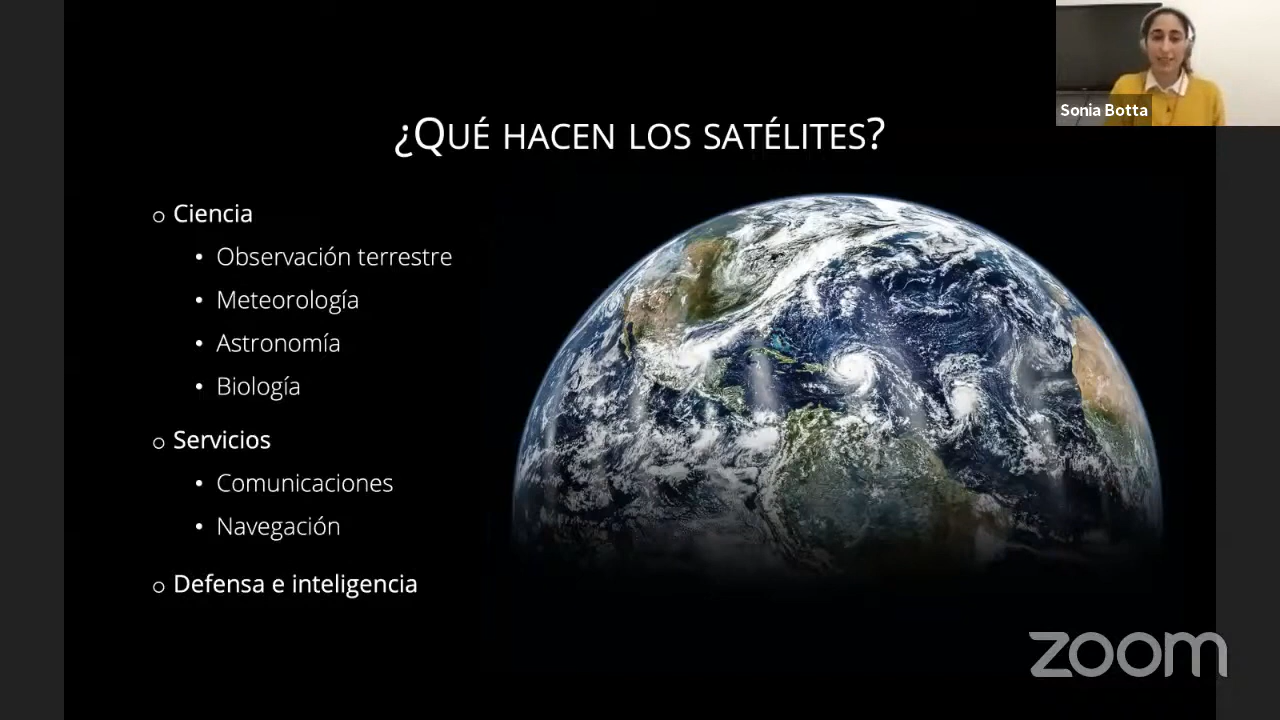 Sonia Botta
¿QUÉ HACEN LOS SATÉLITES?
Ciencia
Observación terrestre
Meteorología
Astronomía
Biología
Servicios
Comunicaciones
Navegación
Defensa e inteligencia
zoom